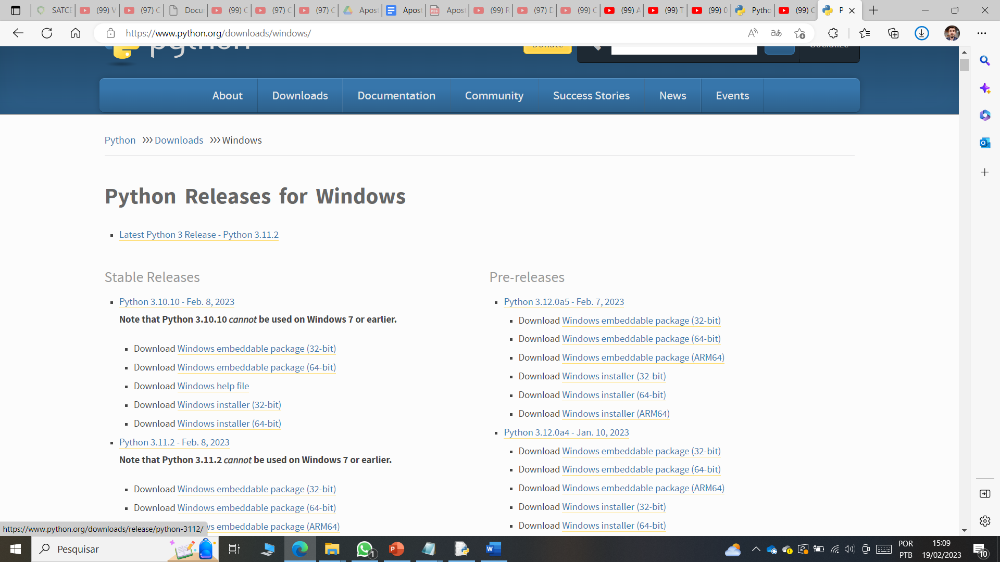 SATCE
(99) V
(97) C
Docu
(99) C
(97) C
(97) C
Apost
Apost
Apost
(99) R
(97) D
(99) C
(99) A
(99) T
(99) 0
Pytho
(99) C
P
https://www.python.org/downloads/windows/
python
Donate
Socialize
About
Downloads
Documentation
Community
Success Stories
News
Events
Python >>> Downloads >>> Windows
Python Releases for Windows
Latest Python 3 Release - Python 3.11.2
Stable Releases
Python 3.10.10 - Feb. 8, 2023
Note that Python 3.10.10 cannot be used on Windows 7 or earlier.
Download Windows embeddable package (32-bit)
Download Windows embeddable package (64-bit)
Download Windows help file
Download Windows installer (32-bit)
Download Windows installer (64-bit)
Python 3.11.2 - Feb. 8, 2023
Note that Python 3.11.2 cannot be used on Windows 7 or earlier.
Download Windows embeddable package (32-bit)
Download Windows embeddable package (64-bit)
ws embeddable package (ARM64)
Pre-releases
Python 3.12.0a5 - Feb. 7, 2023
Download Windows embeddable package (32-bit)
Download Windows embeddable package (64-bit)
Download Windows embeddable package (ARM64)
Download Windows installer (32-bit)
Download Windows installer (64-bit)
Download Windows installer (ARM64)
Python 3.12.0a4 - Jan. 10, 2023
Download Windows embeddable package (32-bit)
Download Windows embeddable package (64-bit)
Download Windows embeddable package (ARM64)
Download Windows installer (32-bit)
Download Windows installer (64-bit)
https://www.python.org/downloads/release/python-3112/
Pesquisar
1
POR
PTB
15:09
19/02/2023
10